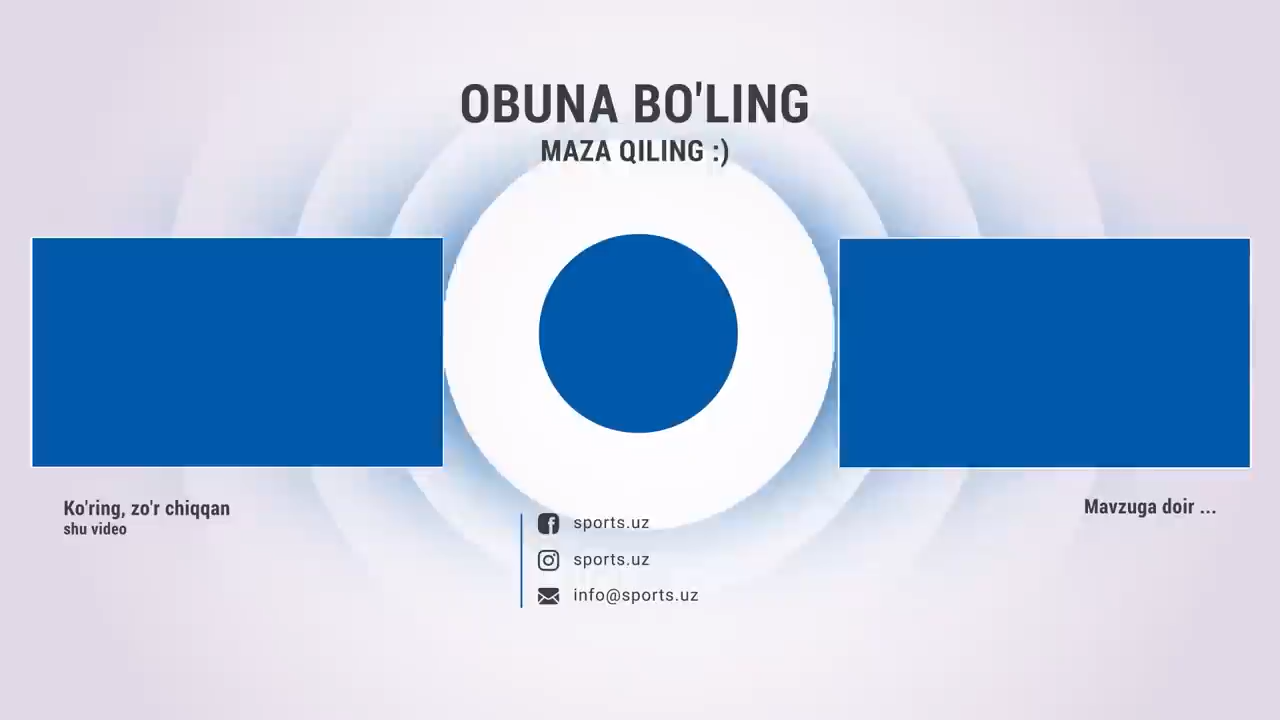 OBUNA BO'LING
MAZA QILING :)
Ko'ring, zo'r chiqqan
shu video
Mavzuga doir ...
sports.uz
sports.uz
info@sports.uz